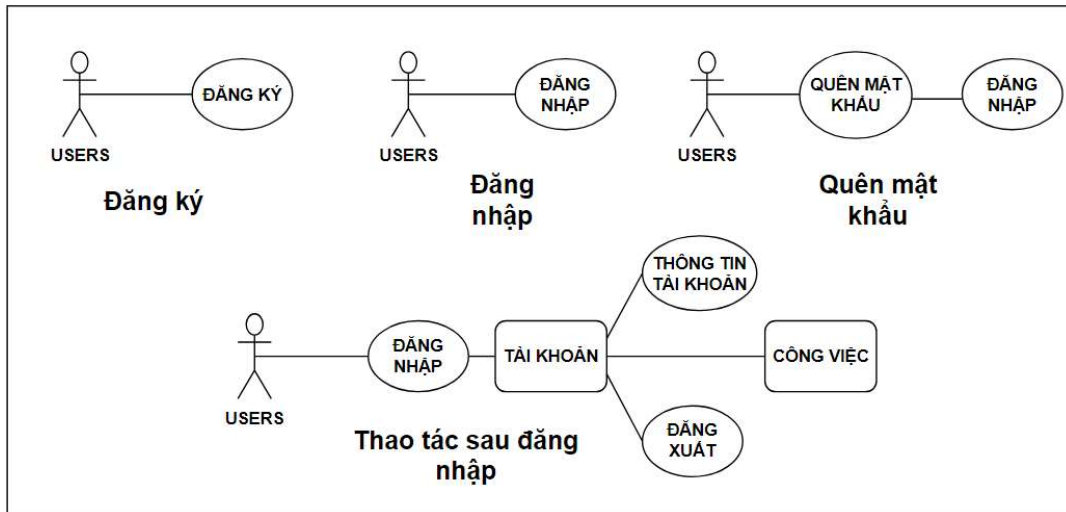 ĐĂNG KÝ
USERS
Đăng ký
ĐĂNG
NHẬP
USERS
Đăng
nhập
QUÊN MẬT
KHẨU
ĐĂNG
NHẬP
USERS
Quên mật
khẩu
THÔNG TIN
TÀI KHOẢN
ĐĂNG
NHẬP
TÀI KHOẢN
CÔNG VIỆC
USERS
ĐĂNG
XUẤT
Thao tác sau đăng
nhập